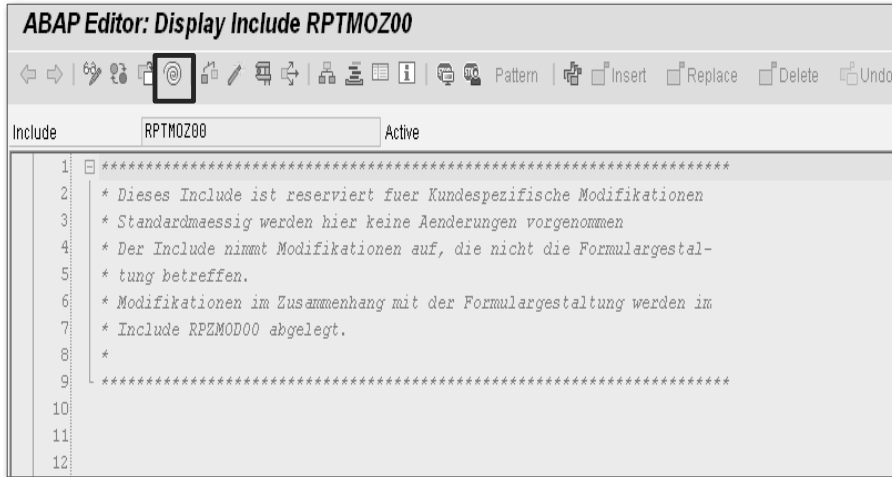 ABAP Editor: Display Include RPTMOZ00
Pattern Insert Replace Delete Undo
Include RPTMOZ00 Active
1 ***********************************************************************
2 * Dieses Include ist reserviert fuer Kundespezifische Modifikationen
3 * Standardmaessig werden hier keine Aenderungen vorgenommen
4 * Der Include nimmt Modifikationen auf, die nicht die Formulargestal-
5 * tung betreffen.
6 * Modifikationen im Zusammenhang mit der Formulargestaltung werden im
7 * Include RPZMOD00 abgelegt.
8 *
9 ***********************************************************************
10
11
12